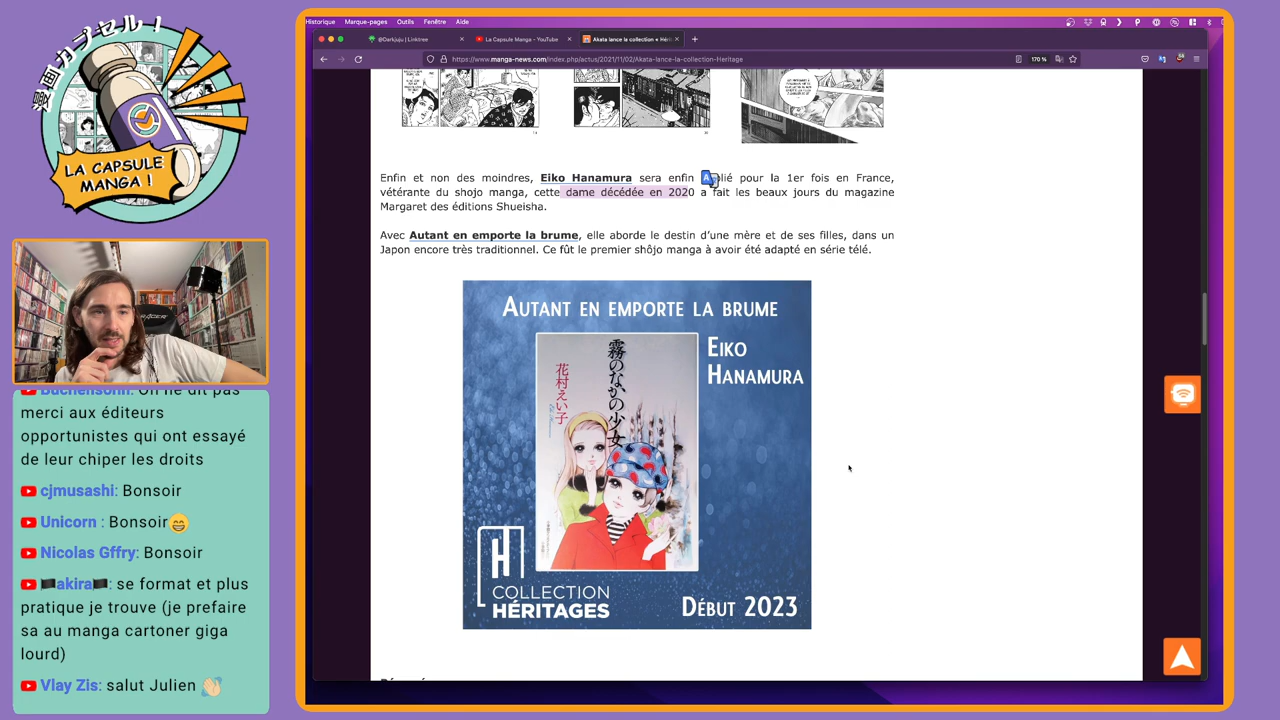 漫画カプセル!
LA CAPSULE
MANGA !
On ne dit pas
merci aux éditeurs
opportunistes qui ont essayé
de leur chiper les droits
cjmusashi: Bonsoir
Unicorn : Bonsoir😄
Nicolas Gffry: Bonsoir
🏴akira🏴: se format et plus
pratique je trouve (je prefaire
sa au manga cartoner giga
lourd)
Vlay Zis: salut Julien 👋🏻
Historique Marque-pages Outils Fenêtre Aide
@Darkjuju | Linktree
La Capsule Manga - YouTube
Akata lance la collection « Hérit
https://www.manga-news.com/index.php/actus/2021/11/02/Akata-lance-la-collection-Heritage
170 %
Enfin et non des moindres, Eiko Hanamura sera enfin lié pour la 1er fois en France,
vétérante du shojo manga, cette dame décédée en 2020 a fait les beaux jours du magazine
Margaret des éditions Shueisha.
Avec Autant en emporte la brume, elle aborde le destin d'une mère et de ses filles, dans un
Japon encore très traditionnel. Ce fût le premier shôjo manga à avoir été adapté en série télé.
AUTANT EN EMPORTE LA BRUME
EIKO
HANAMURA
霧のなかの少女
花村えい子
H
COLLECTION
HÉRITAGES
DÉBUT 2023